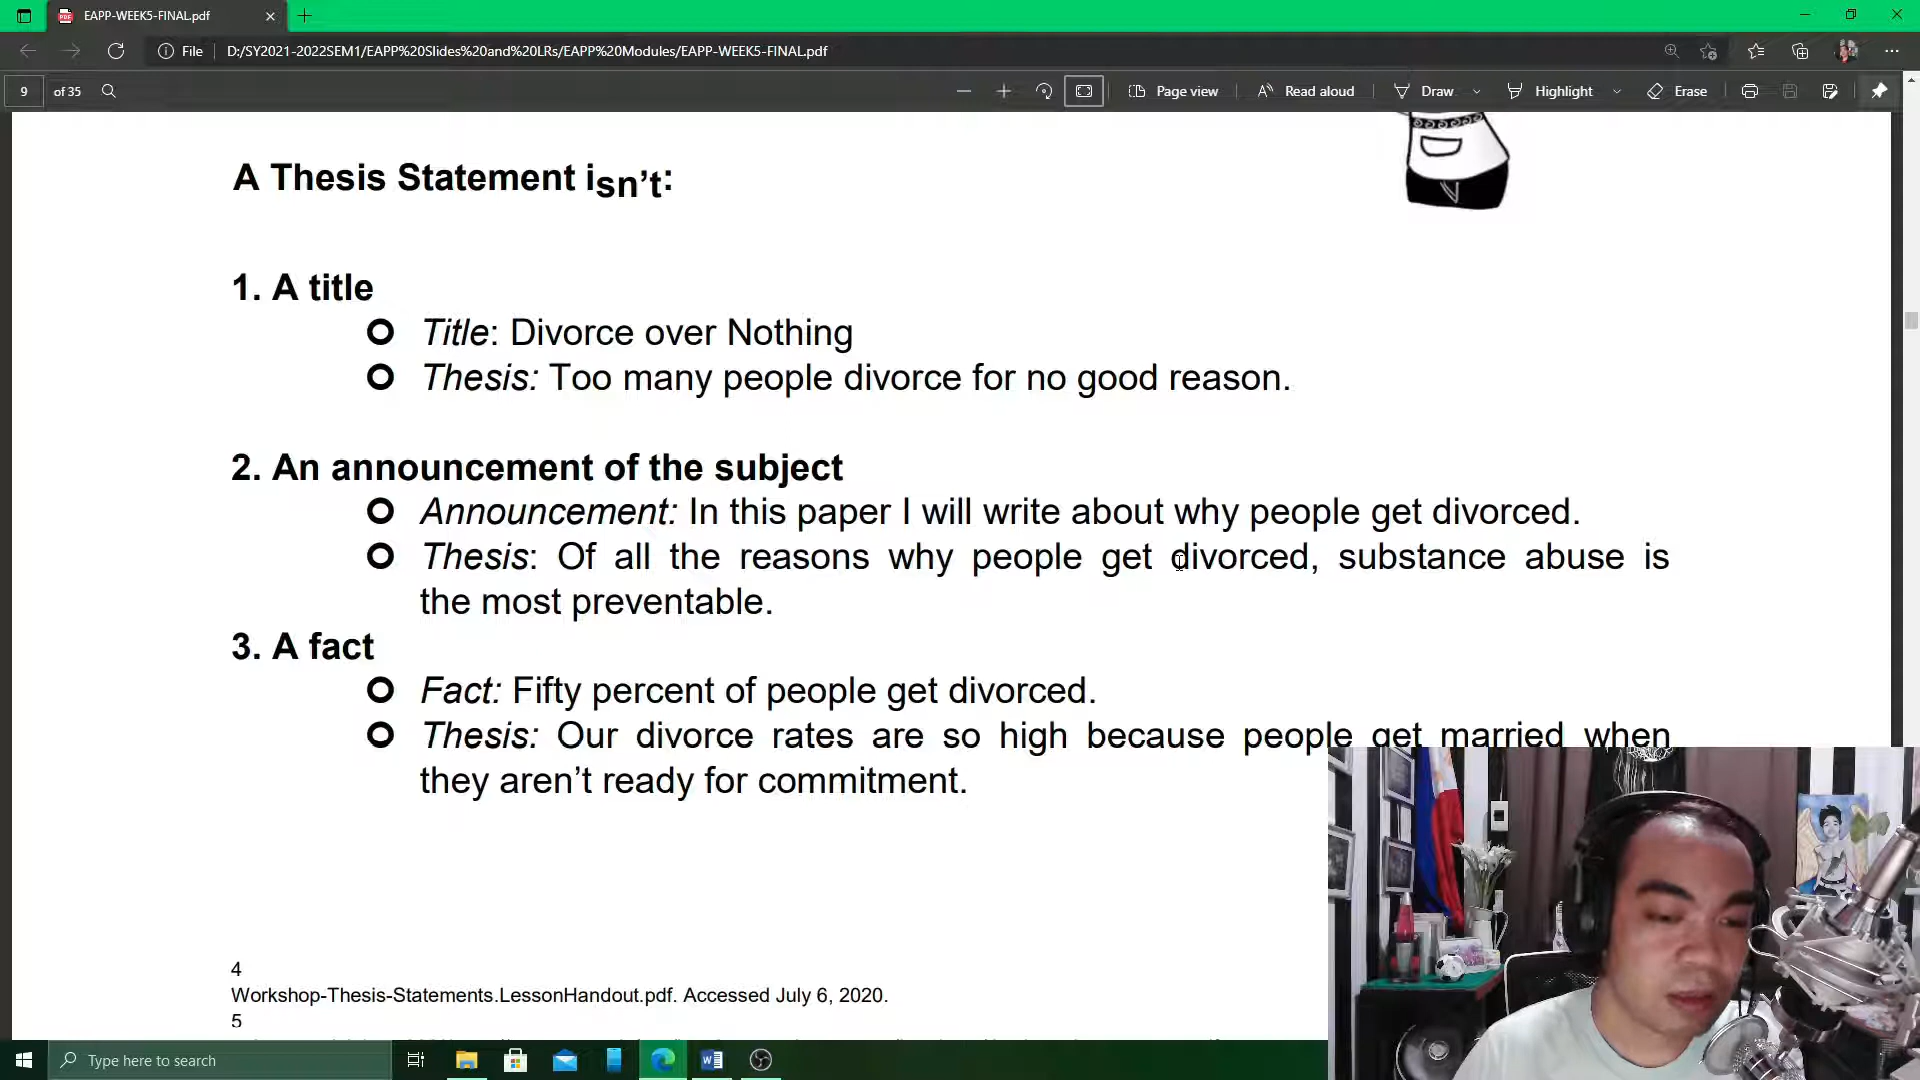 EAPP-WEEK5-FINAL.pdf
File D:/SY2021-2022SEM1/EAPP%20Slides%20and%20LRs/EAPP%20Modules/EAPP-WEEK5-FINAL.pdf
9 of 35 Page view Read aloud Draw Highlight Erase
A Thesis Statement isn't:
1. A title
Title: Divorce over Nothing
Thesis: Too many people divorce for no good reason.
2. An announcement of the subject
Announcement: In this paper I will write about why people get divorced.
Thesis: Of all the reasons why people get divorced, substance abuse is
the most preventable.
3. A fact
Fact: Fifty percent of people get divorced.
Thesis: Our divorce rates are so high because people get married when
they aren't ready for commitment.
4
Workshop-Thesis-Statements.LessonHandout.pdf. Accessed July 6, 2020.
5
Type here to search